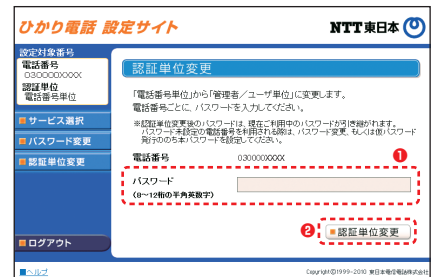 ひかり電話 設定サイト
NTT東日本
設定対象番号
電話番号
030000XXXX
認証単位
電話番号単位
サービス選択
パスワード変更
認証単位変更
ログアウト
ヘルプ
認証単位変更
「電話番号単位」から「管理者/ユーザ単位」に変更します。
電話番号ごとに、パスワードを入力してください。
※認証単位変更後のパスワードは、現在ご利用中のパスワードが引き継がれます。
パスワード未設定の電話番号を利用される際は、パスワード変更、もしくは仮パスワード
発行ののち本パスワードを設定してください。
電話番号 030000XXXX
❶
パスワード
(8~12桁の半角英数字)
❷ 認証単位変更
Copyright©1999-2010 東日本電信電話株式会社